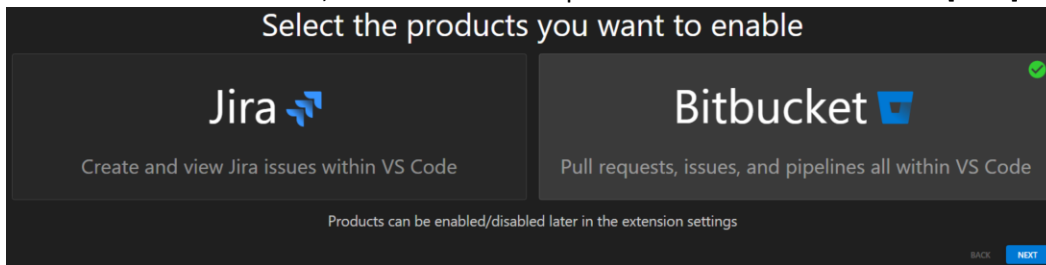 Select the products you want to enable
Jira
Bitbucket
Create and view Jira issues within VS Code
Pull requests, issues, and pipelines all within VS Code
Products can be enabled/disabled later in the extension settings
BACK
NEXT